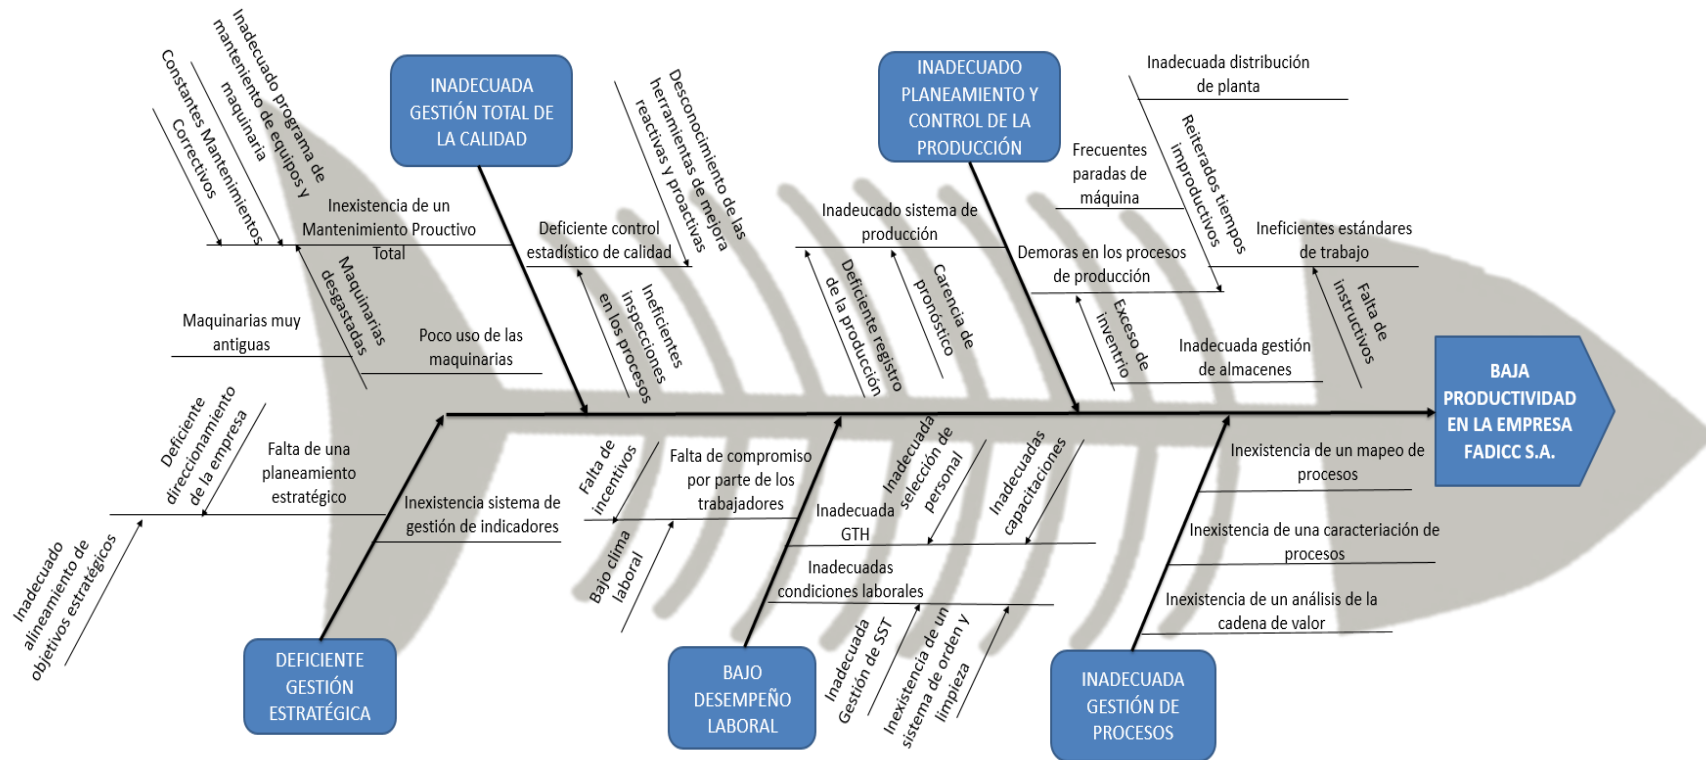 Inadecuado programa de
manteniento de equipos y
maquinaria
Constantes Mantenimientos
Correctivos
Inexistencia de un
Mantenimiento Prouctivo
Total
Maquinarias
desgastadas
Maquinarias muy
antiguas
Poco uso de las
maquinarias
INADECUADA
GESTIÓN TOTAL DE
LA CALIDAD
Deficiente control
estadístico de calidad
Desconocimiento de las
herramientas de mejora
reactivas y proactivas
Ineficientes
inspecciones
en los procesos
INADECUADO
PLANEAMIENTO Y
CONTROL DE LA
PRODUCCIÓN
Inadeucado sistema de
producción
Deficiente registro
de la producción
Carencia de
pronóstico
Frecuentes
paradas de
máquina
Demoras en los procesos
de producción
Inadecuada distribución
de planta
Reiterados tiempos
improductivos
Ineficientes estándares
de trabajo
Falta de
instructivos
Exceso de
inventrio
Inadecuada gestión
de almacenes
BAJA
PRODUCTIVIDAD
EN LA EMPRESA
FADICC S.A.
Deficiente
direccionamiento
de la empresa
Falta de una
planeamiento
estratégico
Inadecuado
alineamiento de
objetivos estratégicos
Inexistencia sistema de
gestión de indicadores
DEFICIENTE
GESTIÓN
ESTRATÉGICA
Falta de
incentivos
Falta de compromiso
por parte de los
trabajadores
Bajo clima
laboral
Inadecuada
selección de
personal
Inadecuadas
capacitaciones
Inadecuada
GTH
Inadecuadas
condiciones laborales
Inadecuada
Gestión de SST
Inexistencia de un
sistema de orden y
limpieza
BAJO
DESEMPEÑO
LABORAL
Inexistencia de un mapeo de
procesos
Inexistencia de una caracteriación de
procesos
Inexistencia de un análisis de la
cadena de valor
INADECUADA
GESTIÓN DE
PROCESOS